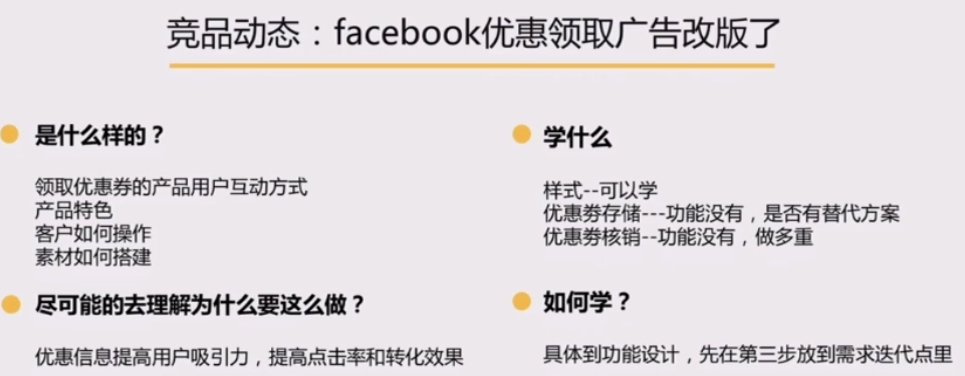 竞品动态：facebook优惠领取广告改版了
是什么样的？
领取优惠券的产品用户互动方式
产品特色
客户如何操作
素材如何搭建
尽可能的去理解为什么要这么做？
优惠信息提高用户吸引力，提高点击率和转化效果
学什么
样式--可以学
优惠劵存储---功能没有，是否有替代方案
优惠劵核销--功能没有，做多重
如何学？
具体到功能设计，先在第三步放到需求迭代点里